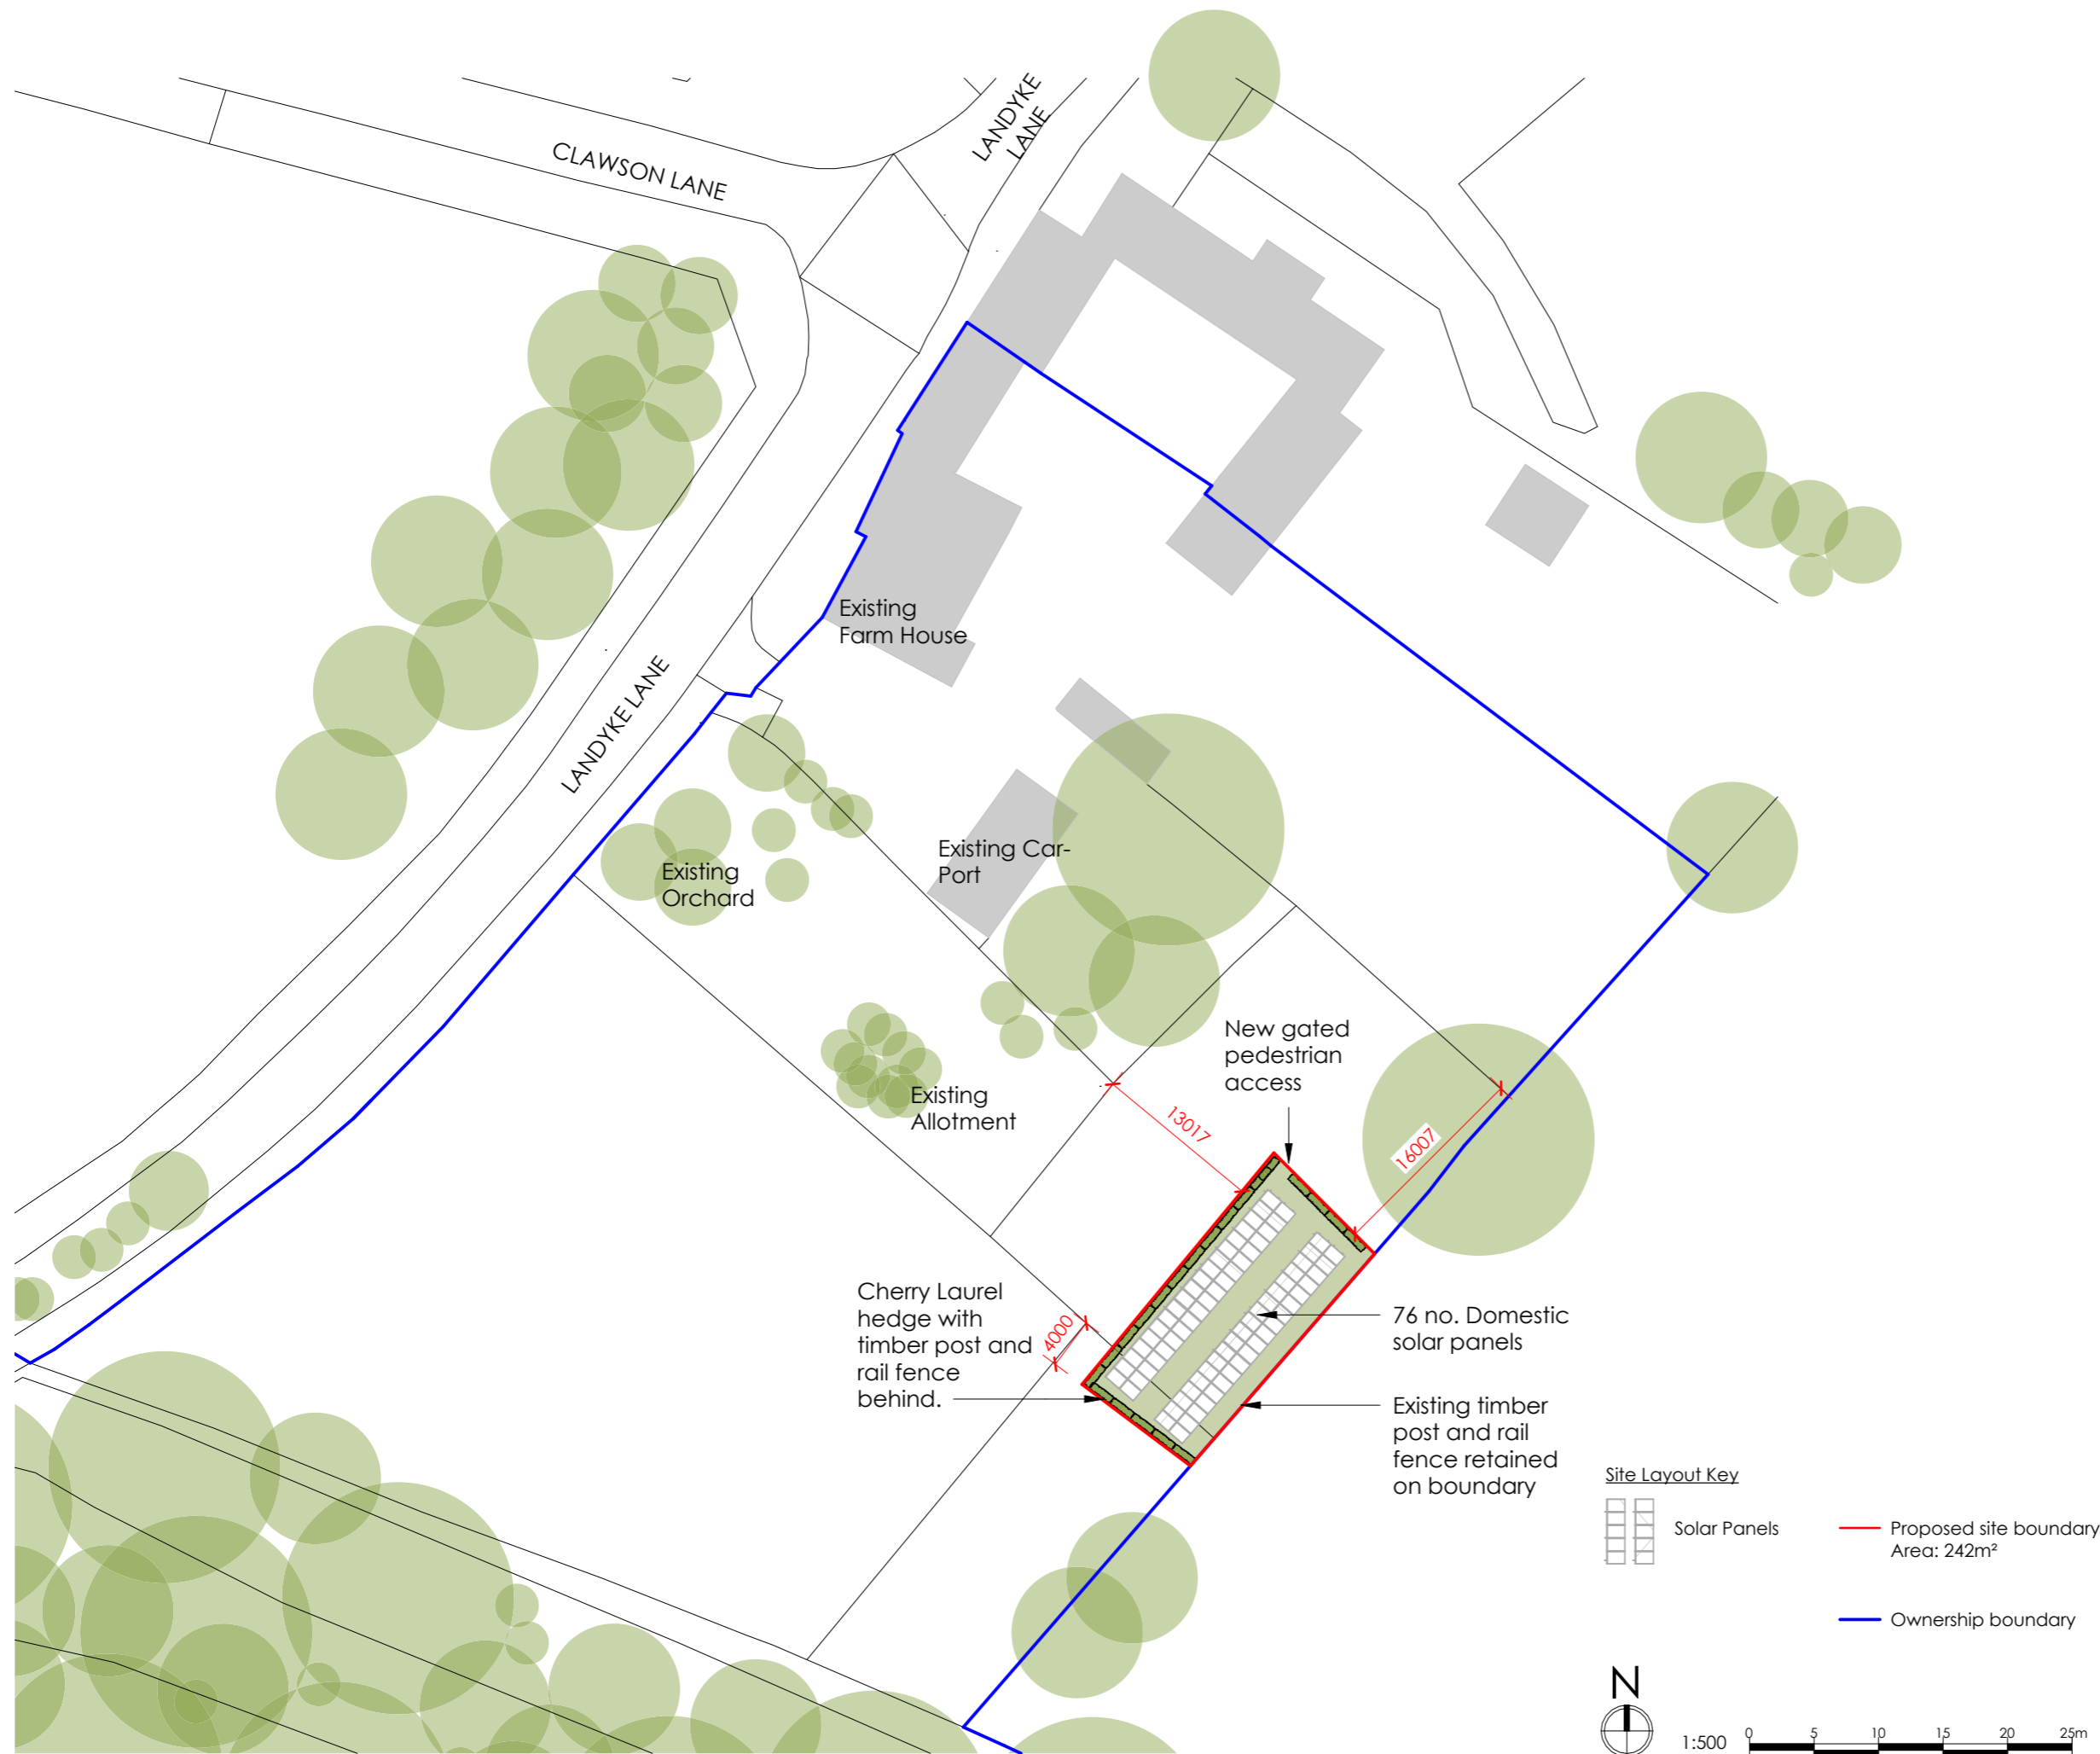 LANDYKE
LANE
CLAWSON LANE
Existing
Farm House
LANDYKE LANE
Existing Car-
Port
Existing
Orchard
New gated
pedestrian
access
Existing
Allotment
13017
16007
Cherry Laurel
hedge with
timber post and
rail fence
behind.
4000
76 no. Domestic
solar panels
Existing timber
post and rail
fence retained
on boundary
Site Layout Key
Solar Panels
Proposed site boundary
Area: 242m²
Ownership boundary
N
1:500
0 5 10 15 20 25m